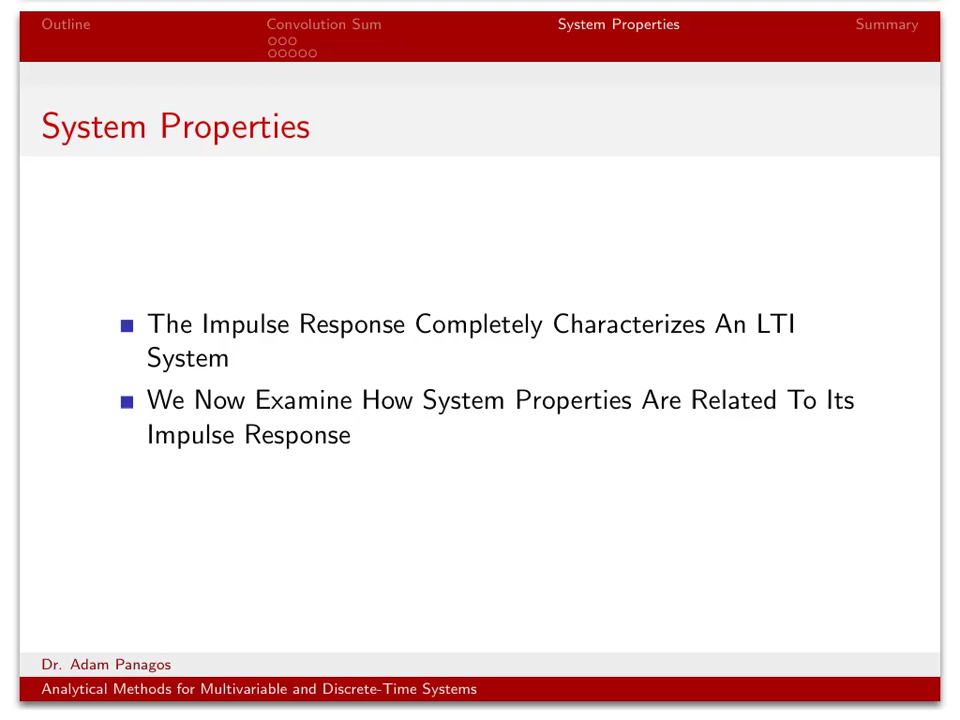 Outline
Convolution Sum
System Properties
Summary
System Properties
The Impulse Response Completely Characterizes An LTI
System
We Now Examine How System Properties Are Related To Its
Impulse Response
Dr. Adam Panagos
Analytical Methods for Multivariable and Discrete-Time Systems